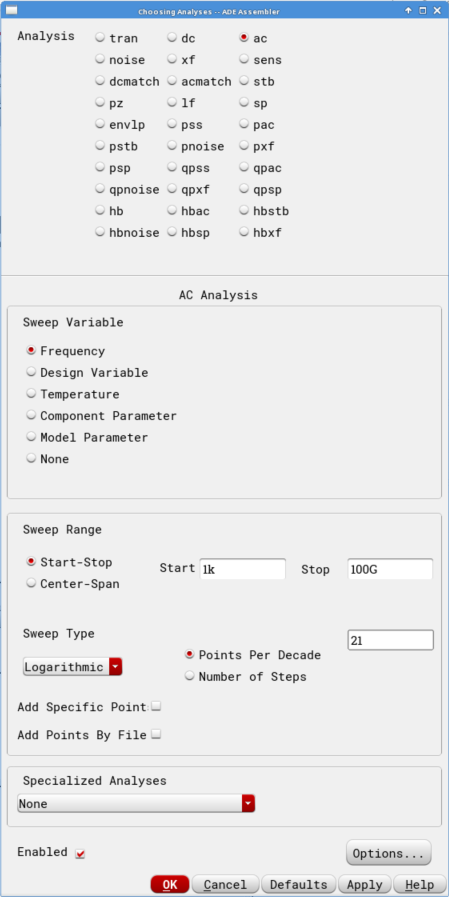 Choosing Analyses -- ADE Assembler
Analysis tran dc ac
noise xf sens
dcmatch acmatch stb
pz lf sp
envlp pss pac
pstb pnoise pxf
psp qpss qpac
qpnoise qpxf qpsp
hb hbac hbstb
hbnoise hbsp hbxf
AC Analysis
Sweep Variable
Frequency
Design Variable
Temperature
Component Parameter
Model Parameter
None
Sweep Range
Start-Stop Start 1k Stop 100G
Center-Span
Sweep Type 21
Logarithmic Points Per Decade
Number of Steps
Add Specific Point
Add Points By File
Specialized Analyses
None
Enabled Options...
OK Cancel Defaults Apply Help